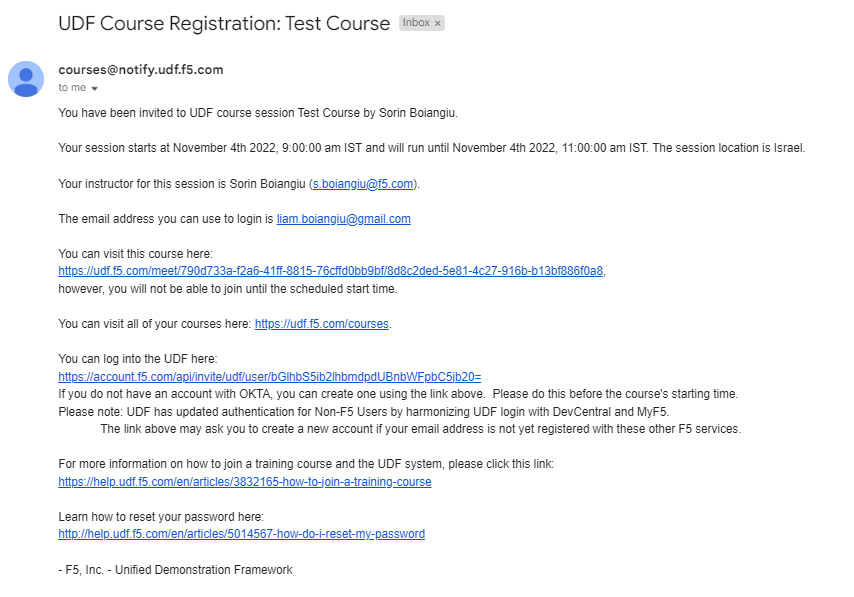 UDF Course Registration: Test Course Inbox ×
courses@notify.udf.f5.com
to me
You have been invited to UDF course session Test Course by Sorin Boiangiu.
Your session starts at November 4th 2022, 9:00:00 am IST and will run until November 4th 2022, 11:00:00 am IST. The session location is Israel.
Your instructor for this session is Sorin Boiangiu (s.boiangiu@f5.com).
The email address you can use to login is liam.boiangiu@gmail.com
You can visit this course here:
https://udf.f5.com/meet/790d733a-f2a6-41ff-8815-76cffd0bb9bf/8d8c2ded-5e81-4c27-916b-b13bf886f0a8,
however, you will not be able to join until the scheduled start time.
You can visit all of your courses here: https://udf.f5.com/courses.
You can log into the UDF here:
https://account.f5.com/api/invite/udf/user/bGlhbS5ib2lhbmdpdUBnbWFpbC5jb20=
If you do not have an account with OKTA, you can create one using the link above. Please do this before the course's starting time.
Please note: UDF has updated authentication for Non-F5 Users by harmonizing UDF login with DevCentral and MyF5.
The link above may ask you to create a new account if your email address is not yet registered with these other F5 services.
For more information on how to join a training course and the UDF system, please click this link:
https://help.udf.f5.com/en/articles/3832165-how-to-join-a-training-course
Learn how to reset your password here:
http://help.udf.f5.com/en/articles/5014567-how-do-i-reset-my-password
- F5, Inc. - Unified Demonstration Framework